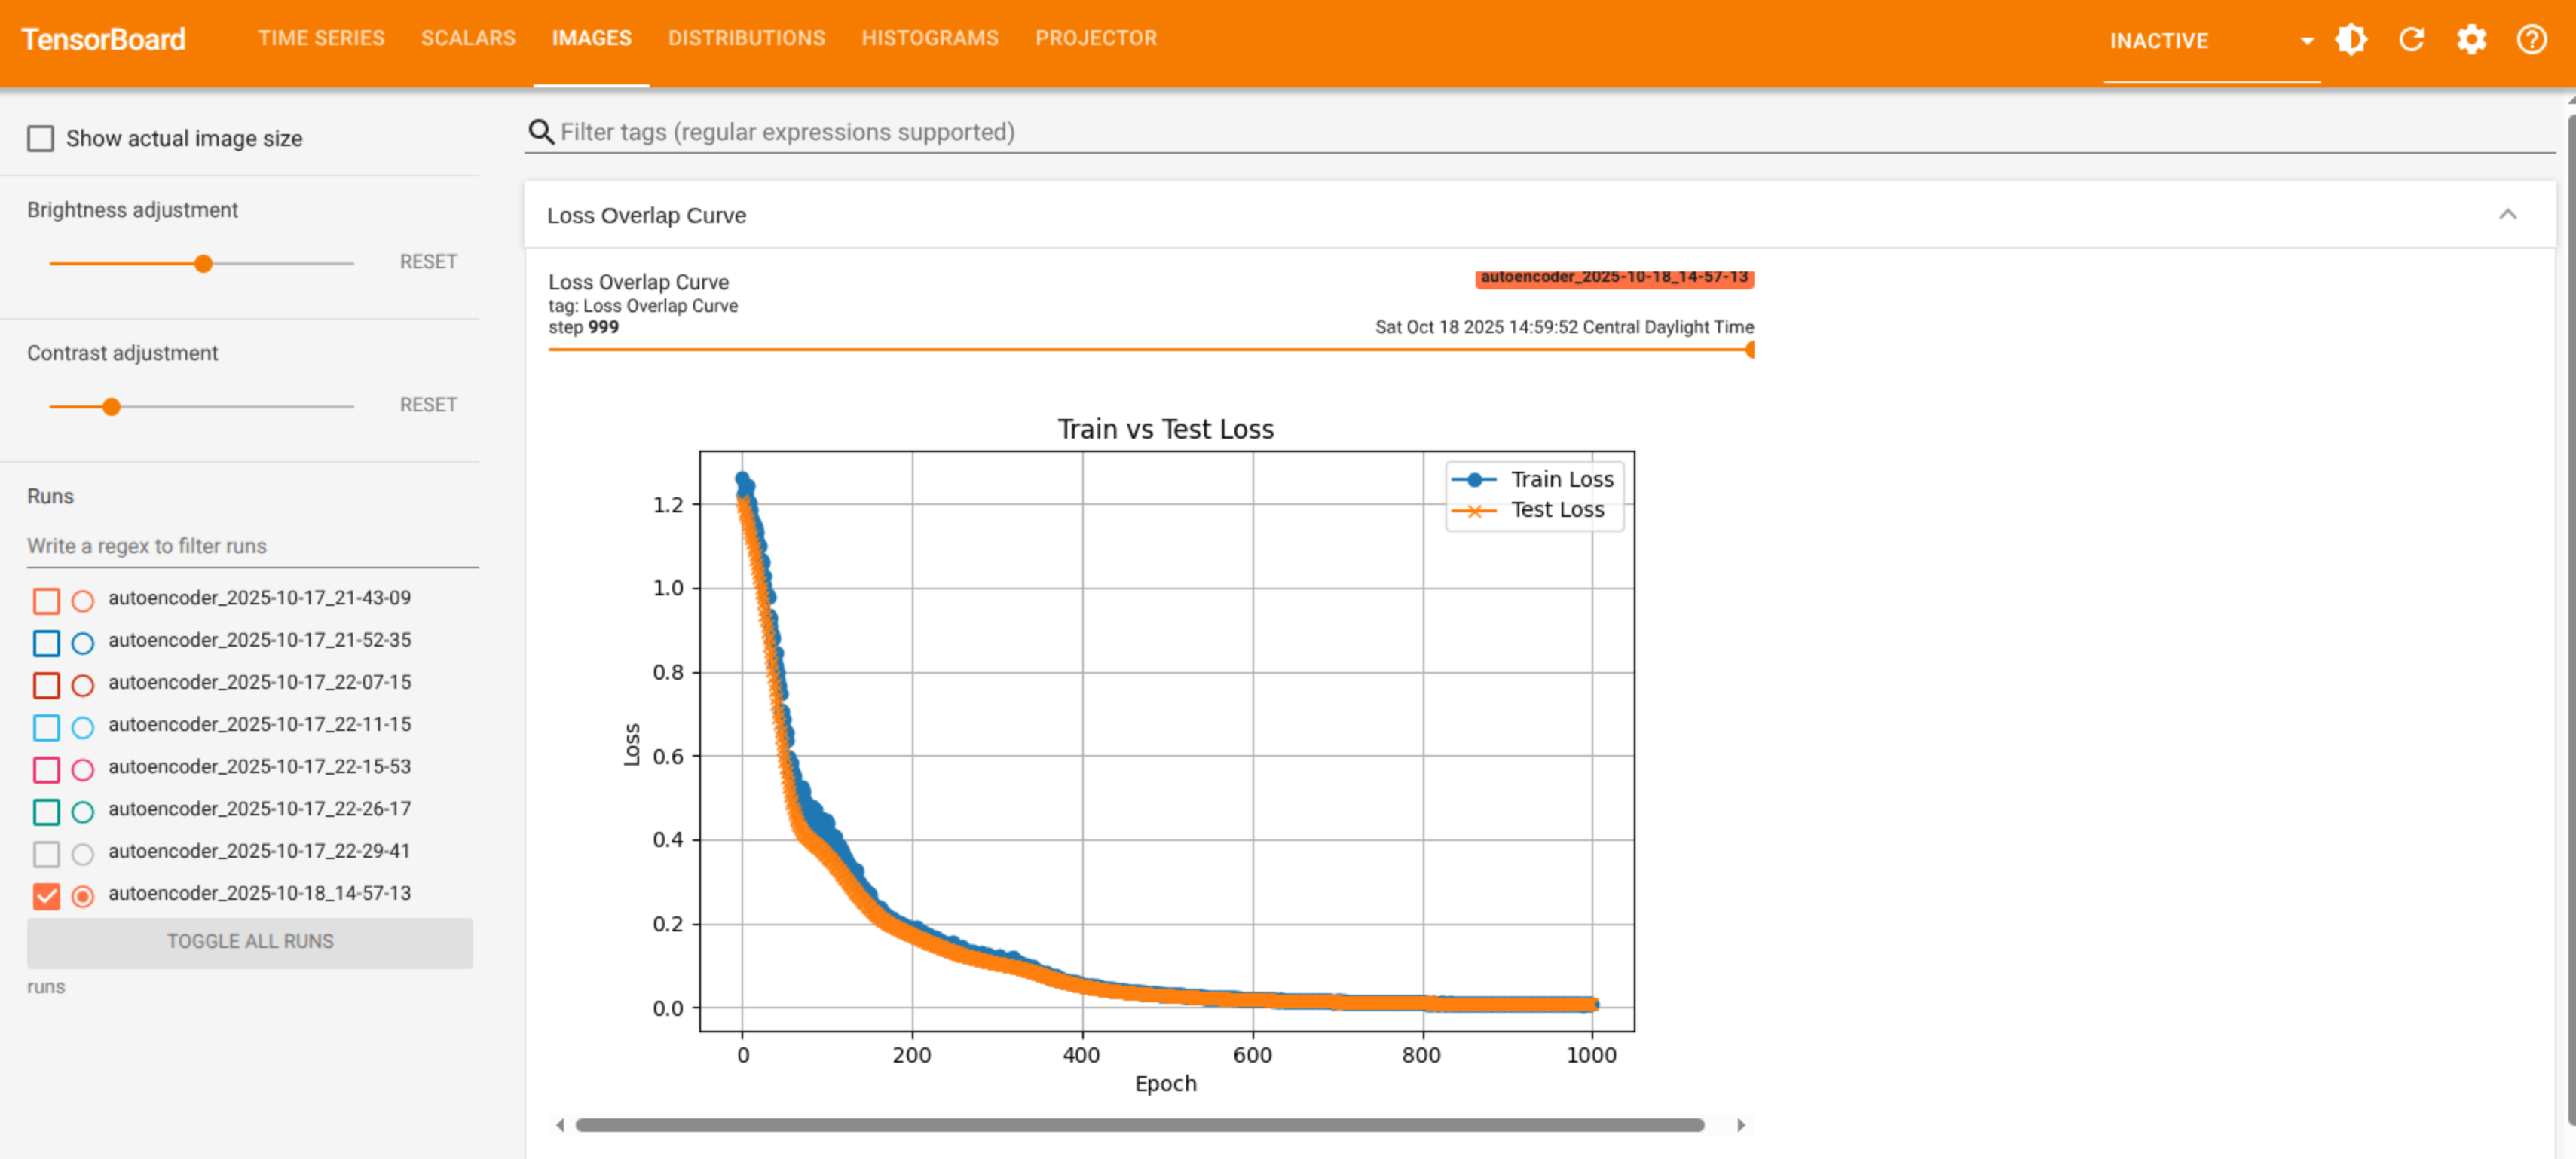 TensorBoard
TIME SERIES
SCALARS
IMAGES
DISTRIBUTIONS
HISTOGRAMS
PROJECTOR
INACTIVE
Show actual image size
Brightness adjustment
RESET
Contrast adjustment
RESET
Runs
Write a regex to filter runs
autoencoder_2025-10-17_21-43-09
autoencoder_2025-10-17_21-52-35
autoencoder_2025-10-17_22-07-15
autoencoder_2025-10-17_22-11-15
autoencoder_2025-10-17_22-15-53
autoencoder_2025-10-17_22-26-17
autoencoder_2025-10-17_22-29-41
autoencoder_2025-10-18_14-57-13
TOGGLE ALL RUNS
runs
Filter tags (regular expressions supported)
Loss Overlap Curve
Loss Overlap Curve
autoencoder_2025-10-18_14-57-13
tag: Loss Overlap Curve
step 999
Sat Oct 18 2025 14:59:52 Central Daylight Time
Train vs Test Loss
Train Loss
Test Loss
1.2
1.0
0.8
0.6
0.4
0.2
0.0
Loss
0
200
400
600
800
1000
Epoch